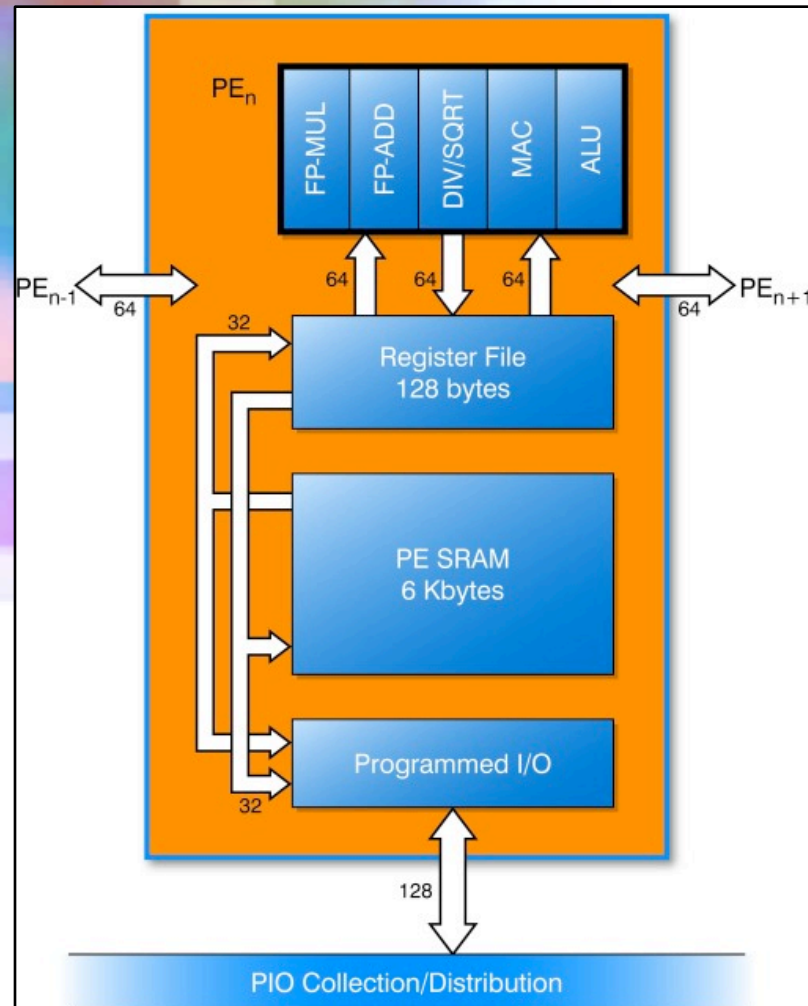 PEn
FP-MUL
FP-ADD
DIV/SQRT
MAC
ALU
64
64
64
PEn-1
64
PEn+1
64
32
Register File
128 bytes
PE SRAM
6 Kbytes
Programmed I/O
32
128
PIO Collection/Distribution